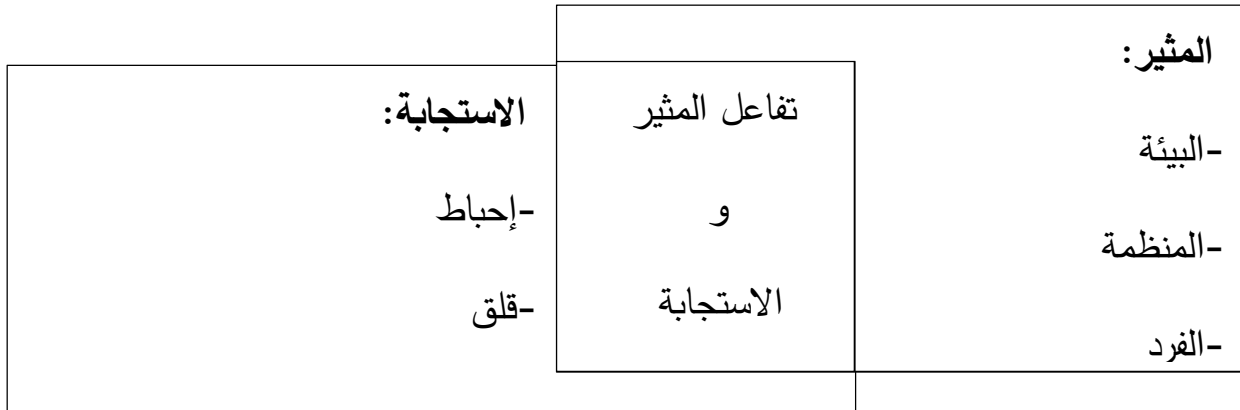 المثير:
-البيئة
-المنظمة
-الفرد
تفاعل المثير
و
الاستجابة
الاستجابة:
-إحباط
-قلق